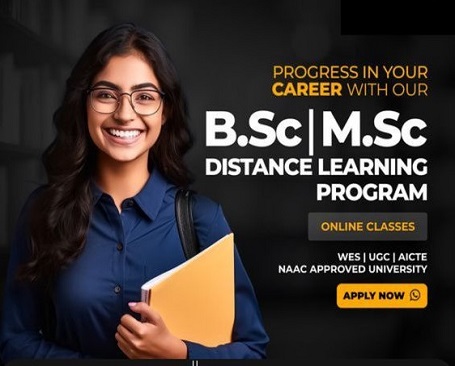 PROGRESS IN YOUR
CAREER WITH OUR
B.Sc|M.Sc
DISTANCE LEARNING
PROGRAM
ONLINE CLASSES
WES | UGC | AICTE
NAAC APPROVED UNIVERSITY
APPLY NOW